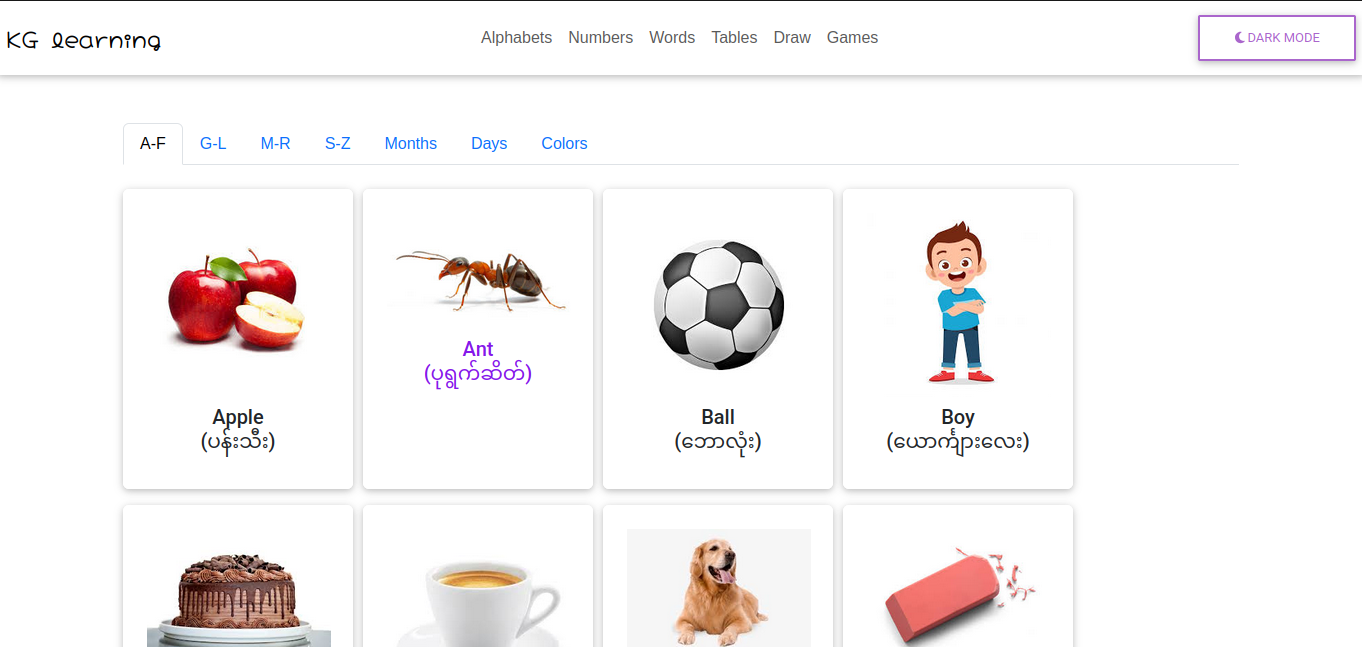 KG learning
Alphabets Numbers Words Tables Draw Games
DARK MODE
A-F G-L M-R S-Z Months Days Colors
Apple
(ပန်းသီး)
Ant
(ပုရွက်ဆိတ်)
Ball
(ဘောလုံး)
Boy
(ယောင်္ကျားလေး)